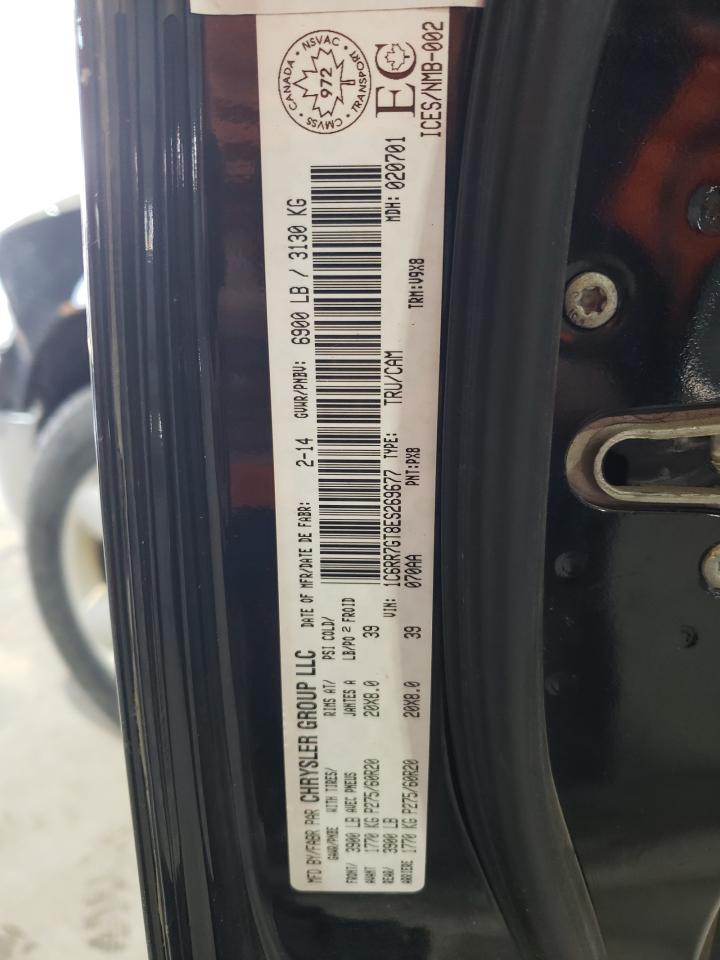 MFD BY/FABR PAR CHRYSLER GROUP LLC DATE OF MFR/DATE DE FABR: 2-14 GVWR/PNBV: 6900 LB / 3130 KG
GAWR/PNBE WITH TIRES/ RIMS AT/ PSI COLD/
FRONT/ 3900 LB AVEC PNEUS JANTES A LB/PO2 FROID
AVANT 1770 KG P275/60R20 20X8.0 39
REAR/ 3900 LB VIN: 1C6RR7GT8ES269677 TYPE: TRU/CAM MDH: 020701
ARRIERE 1770 KG P275/60R20 20X8.0 39 070AA PNT:PX8 TRM:V9X8
CANADA • NSVAC • TRANSPORT • CMVSS
972
EC
ICES/NMB-002